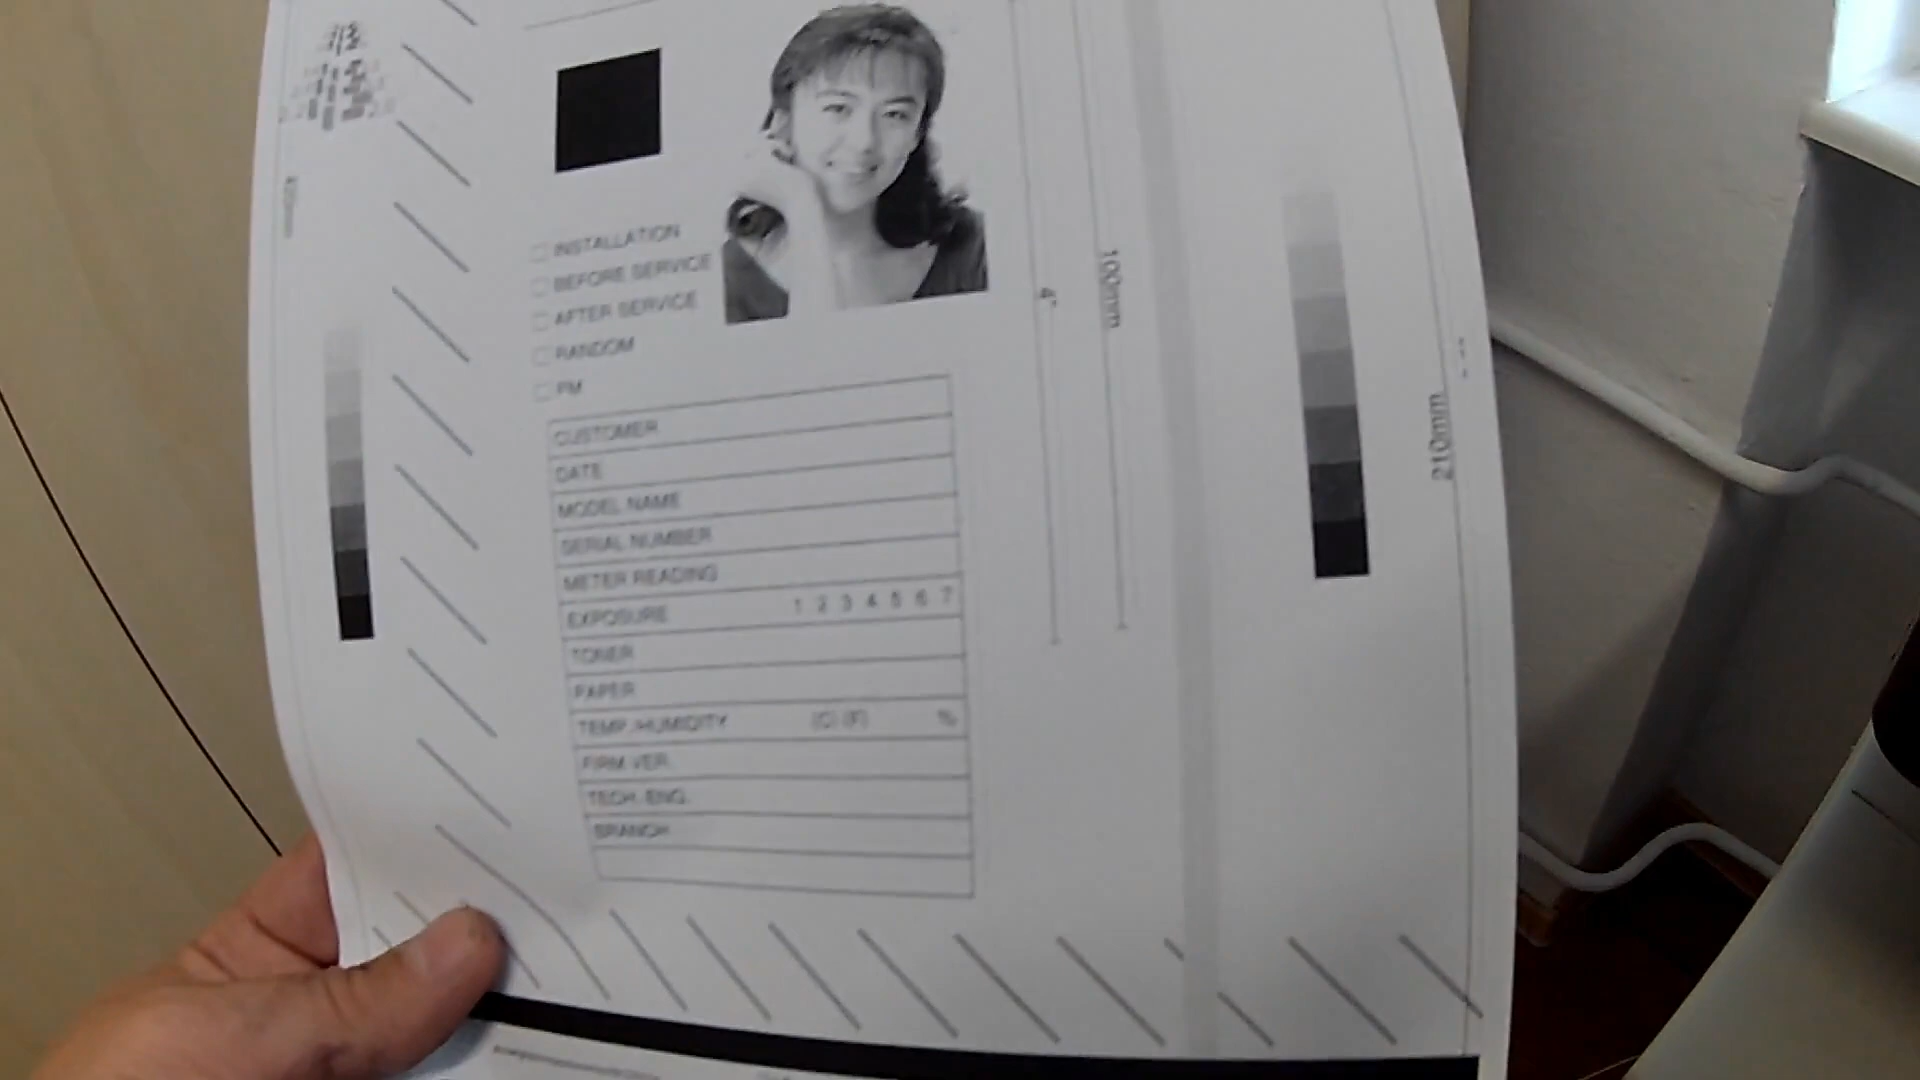 INSTALLATION
BEFORE SERVICE
AFTER SERVICE
RANDOM
PM
CUSTOMER
DATE
MODEL NAME
SERIAL NUMBER
METER READING
EXPOSURE 1 2 3 4 5 6 7
TONER
PAPER
TEMP./HUMIDITY (C) (F) %
FIRM VER.
TECH. ENG.
BRANCH
4"
100mm
210mm